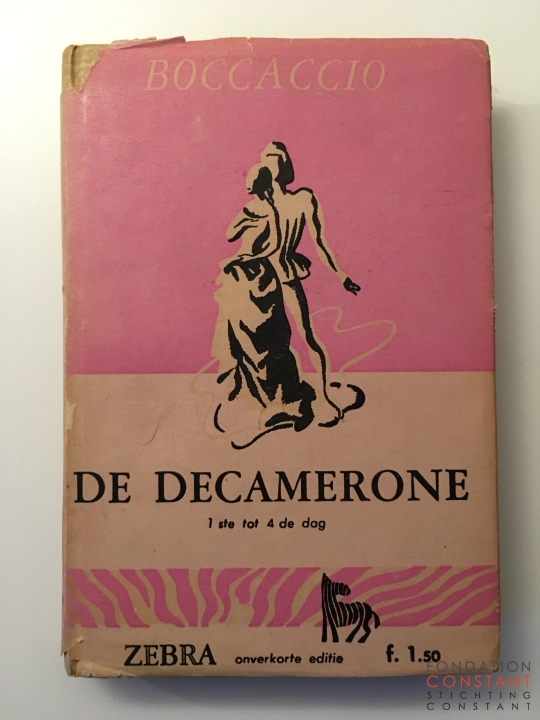 BOCCACCIO
DE DECAMERONE
1 ste tot 4 de dag
ZEBRA onverkorte editie f. 1.50
FONDATION
CONSTANT
STICHTING
CONSTANT